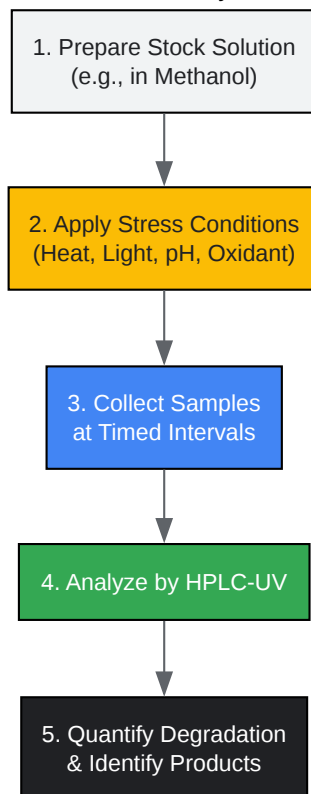 1. Prepare Stock Solution
(e.g., in Methanol)
2. Apply Stress Conditions
(Heat, Light, pH, Oxidant)
3. Collect Samples
at Timed Intervals
4. Analyze by HPLC-UV
5. Quantify Degradation
& Identify Products